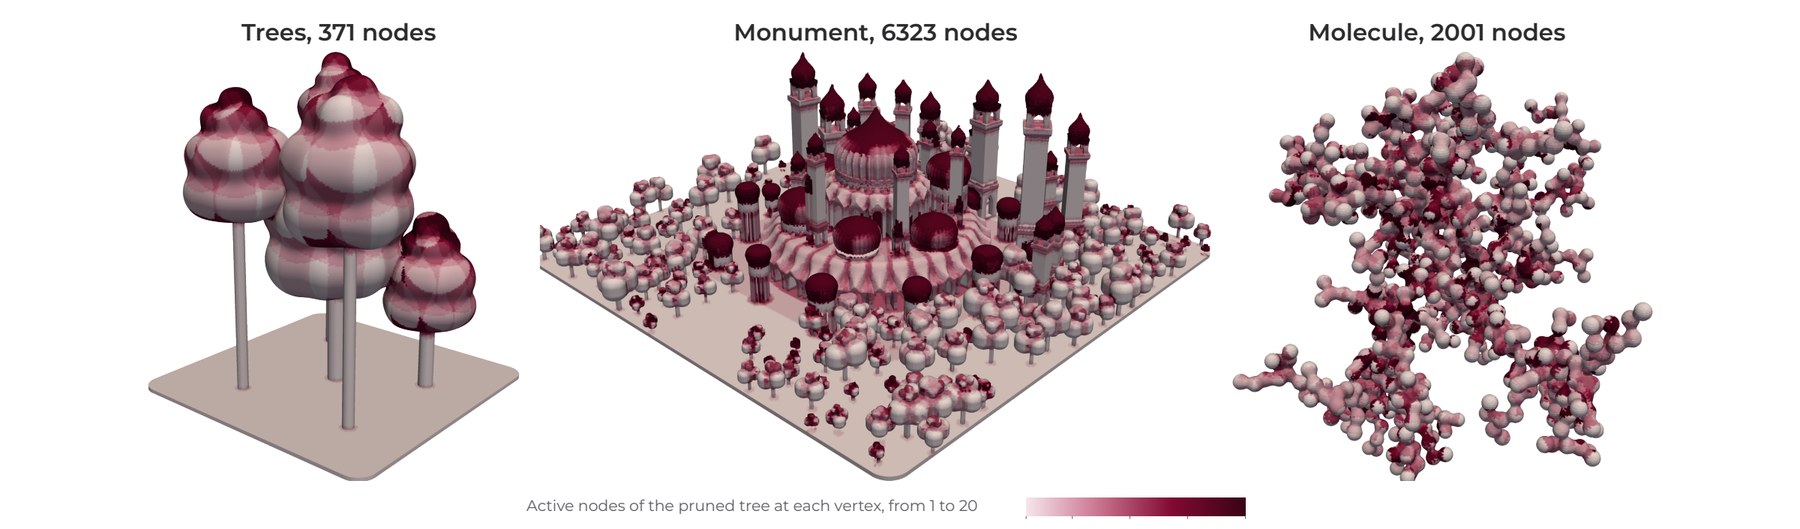 Trees, 371 nodes
Monument, 6323 nodes
Molecule, 2001 nodes
Active nodes of the pruned tree at each vertex, from 1 to 20